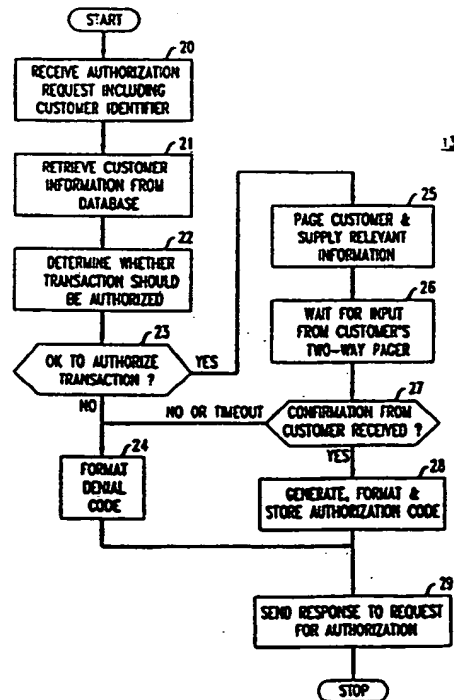 START
20
RECEIVE AUTHORIZATION
REQUEST INCLUDING
CUSTOMER IDENTIFIER
21
RETRIEVE CUSTOMER
INFORMATION FROM
DATABASE
22
DETERMINE WHETHER
TRANSACTION SHOULD
BE AUTHORIZED
23
OK TO AUTHORIZE
TRANSACTION ?
YES
NO
24
FORMAT
DENIAL
CODE
13
25
PAGE CUSTOMER &
SUPPLY RELEVANT
INFORMATION
26
WAIT FOR INPUT
FROM CUSTOMER'S
TWO-WAY PAGER
27
CONFIRMATION FROM
CUSTOMER RECEIVED ?
NO OR TIMEOUT
YES
28
GENERATE, FORMAT &
STORE AUTHORIZATION CODE
29
SEND RESPONSE TO REQUEST
FOR AUTHORIZATION
STOP